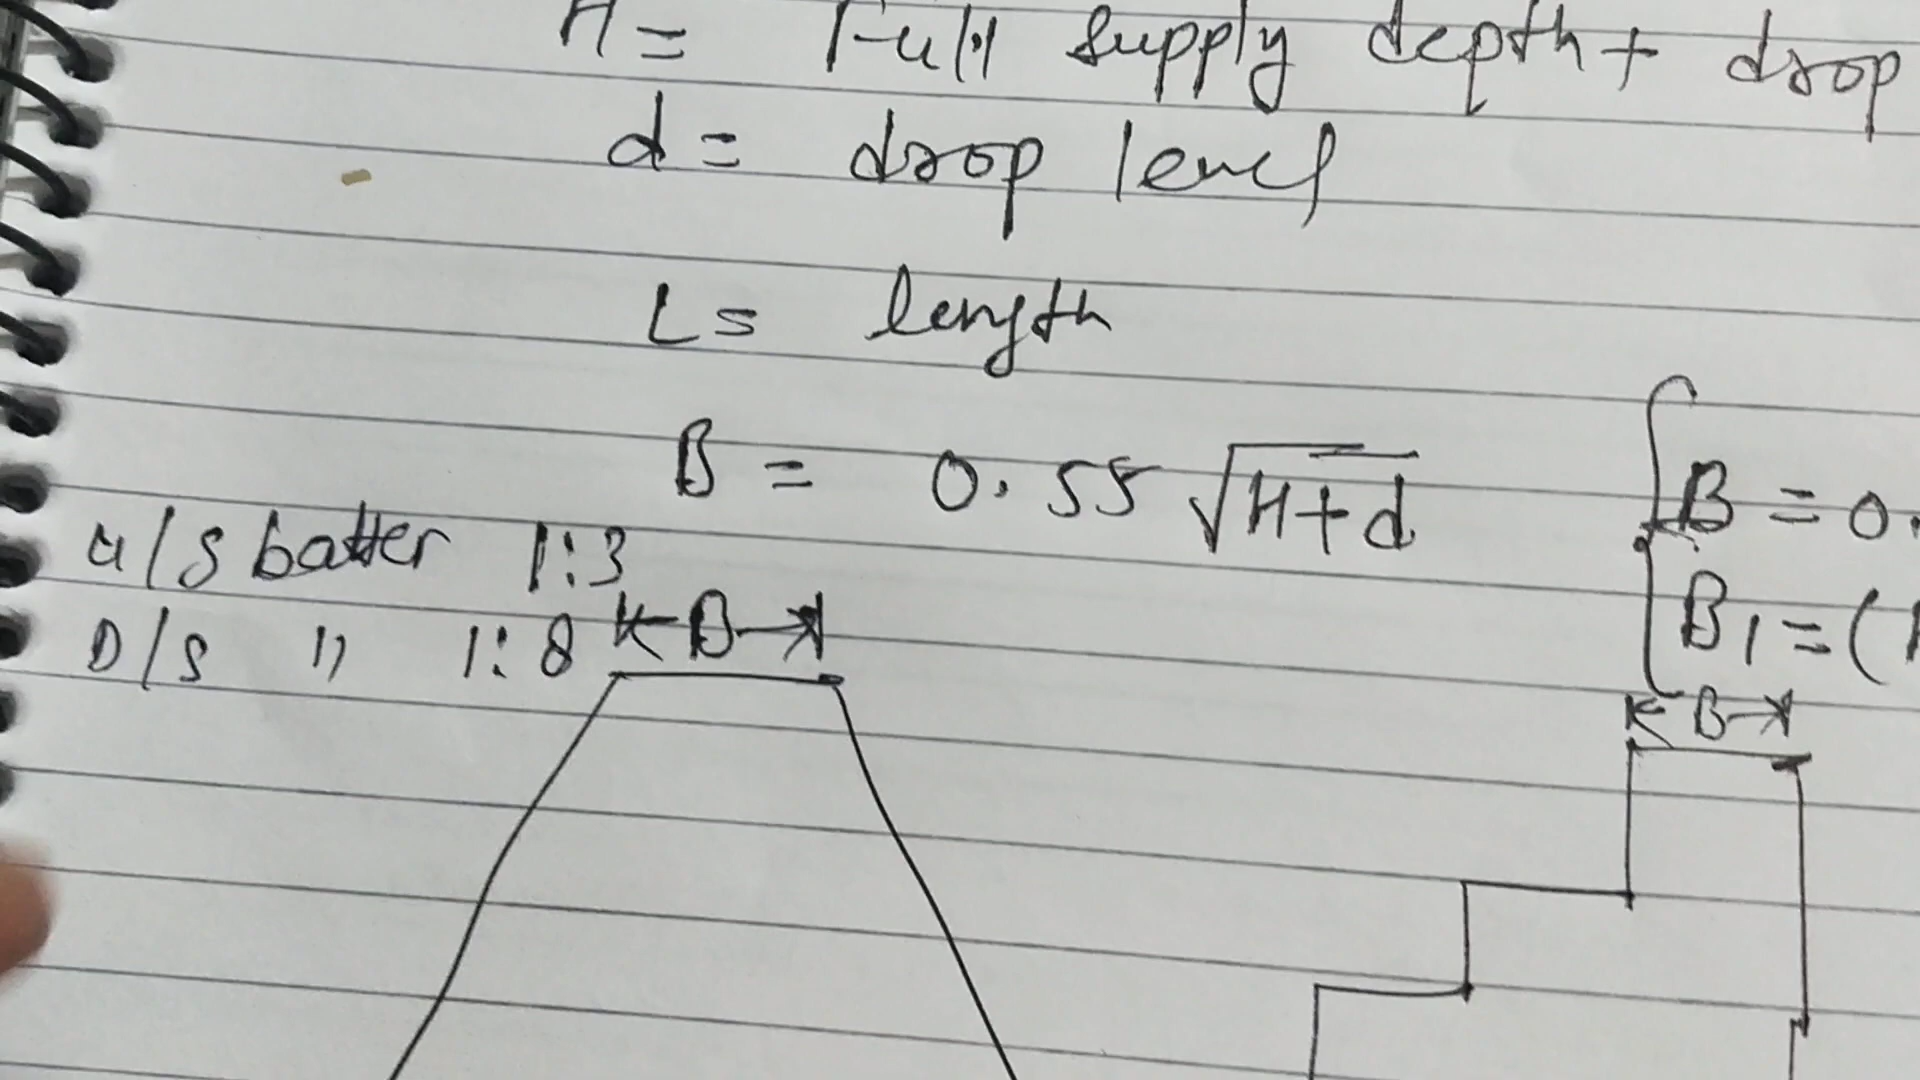 H = Full supply depth + drop
d = drop level
L = length
B = 0.55 √H+d
B = 0.
B1 = (
u/s batter 1:3
D/s " 1:8
B
B